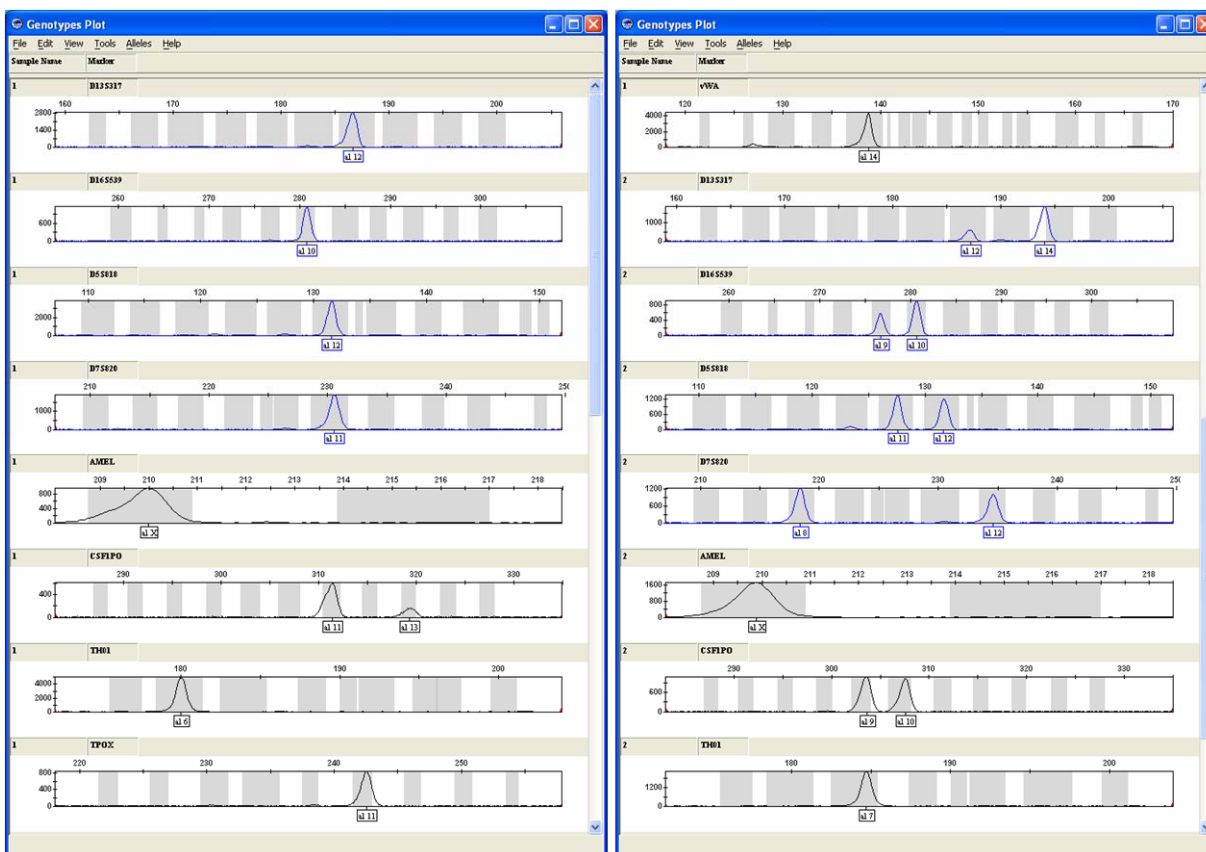 Genotypes Plot
File Edit View Tools Alleles Help
Sample Name Marker
1 D13S317
160 170 180 190 200
2800
1400
0
al 12
1 D16S539
260 270 280 290 300
600
0
al 10
1 D5S818
110 120 130 140 150
2000
0
al 12
1 D7S820
210 220 230 240 250
1000
0
al 11
1 AMEL
209 210 211 212 213 214 215 216 217 218
800
400
0
al X
1 CSF1PO
290 300 310 320 330
400
0
al 11 al 13
1 TH01
180 190 200
4000
2000
0
al 6
1 TPOX
220 230 240 250
800
400
0
al 11
Genotypes Plot
File Edit View Tools Alleles Help
Sample Name Marker
1 vWA
120 130 140 150 160 170
4000
2000
0
al 14
2 D13S317
160 170 180 190 200
1000
0
al 12 al 14
2 D16S539
260 270 280 290 300
800
400
0
al 9 al 10
2 D5S818
110 120 130 140 150
1200
600
0
al 11 al 12
2 D7S820
210 220 230 240 250
1200
600
0
al 8 al 12
2 AMEL
209 210 211 212 213 214 215 216 217 218
1600
800
0
al X
2 CSF1PO
290 300 310 320 330
600
0
al 9 al 10
2 TH01
180 190 200
1200
0
al 7